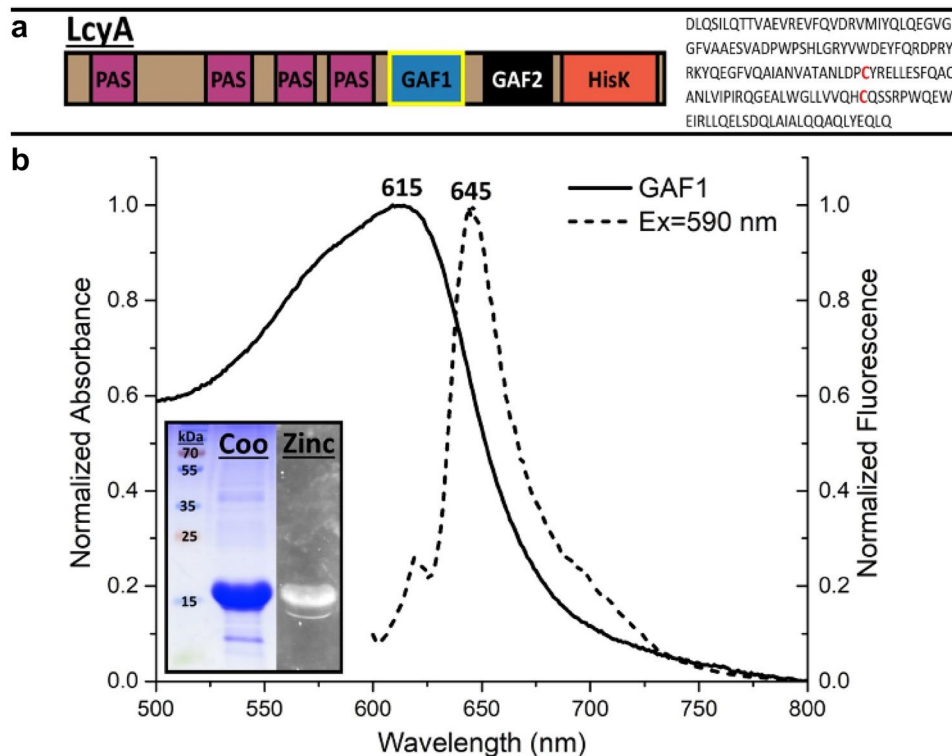 a
LcyA
PAS PAS PAS PAS GAF1 GAF2 HisK
DLQSILQTTVAEVREVFQVDRVMIYQLQEGVG
GFVAAESVADPWPSHLGRYVWDEYFQRDPRY
RKYQEGFVQAIANVATANLDPCYRELLESFQAQ
ANLVIPIRQGEALWGLLVVQHCQSSRPWQEW
EIRLLQELSDQLAIALQQAQLYEQLQ
b
615 645
GAF1
Ex=590 nm
1.0
0.8
0.6
0.4
0.2
0.0
Normalized Absorbance
1.0
0.8
0.6
0.4
0.2
0.0
Normalized Fluorescence
kDa Coo Zinc
70
55
35
25
15
500 550 600 650 700 750 800
Wavelength (nm)